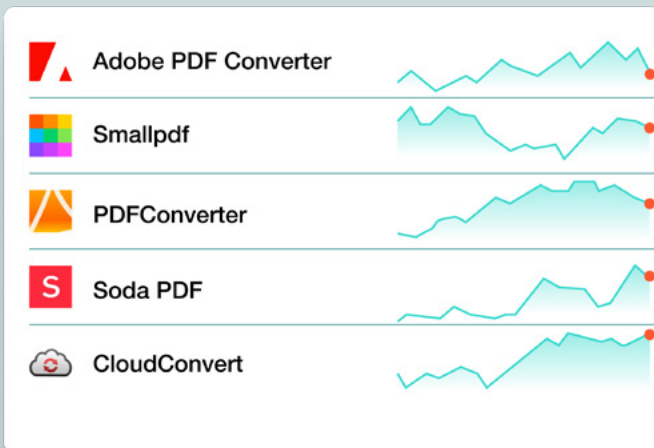 Adobe PDF Converter
Smallpdf
PDFConverter
S Soda PDF
CloudConvert